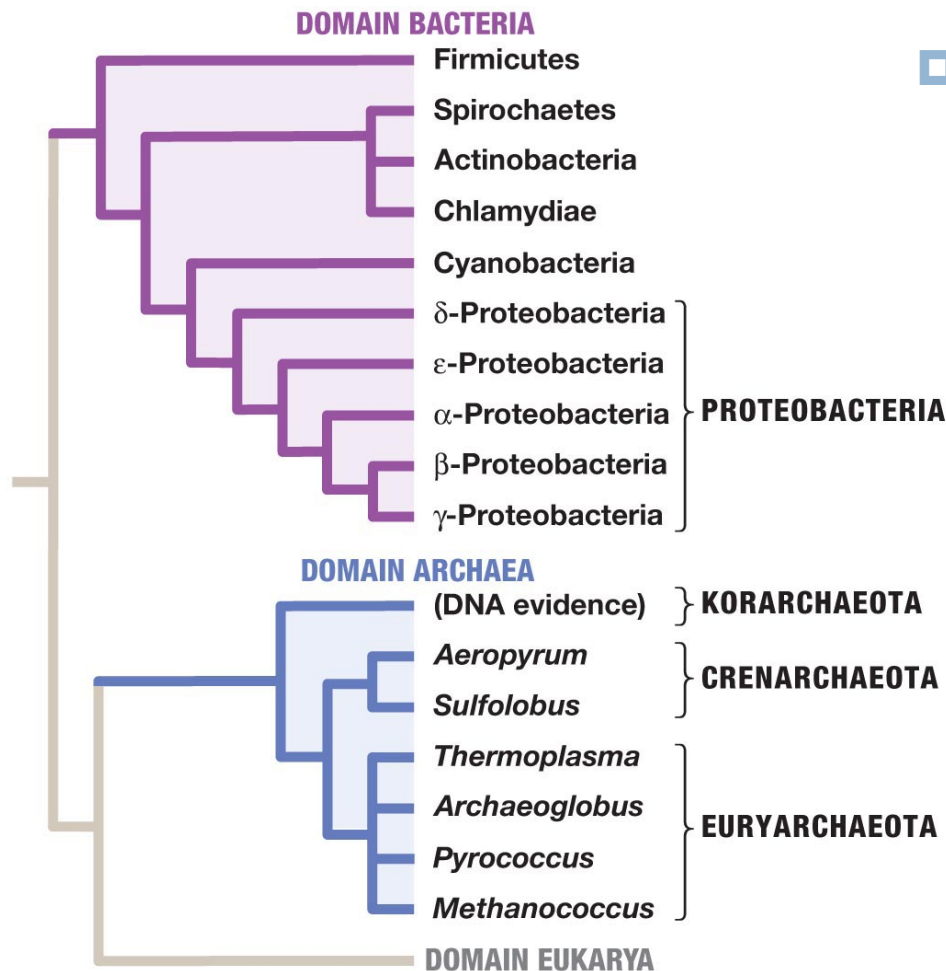 DOMAIN BACTERIA
Firmicutes
Spirochaetes
Actinobacteria
Chlamydiae
Cyanobacteria
δ-Proteobacteria
ε-Proteobacteria
α-Proteobacteria
β-Proteobacteria
γ-Proteobacteria
PROTEOBACTERIA
DOMAIN ARCHAEA
(DNA evidence)
KORARCHAEOTA
Aeropyrum
Sulfolobus
CRENARCHAEOTA
Thermoplasma
Archaeoglobus
Pyrococcus
Methanococcus
EURYARCHAEOTA
DOMAIN EUKARYA